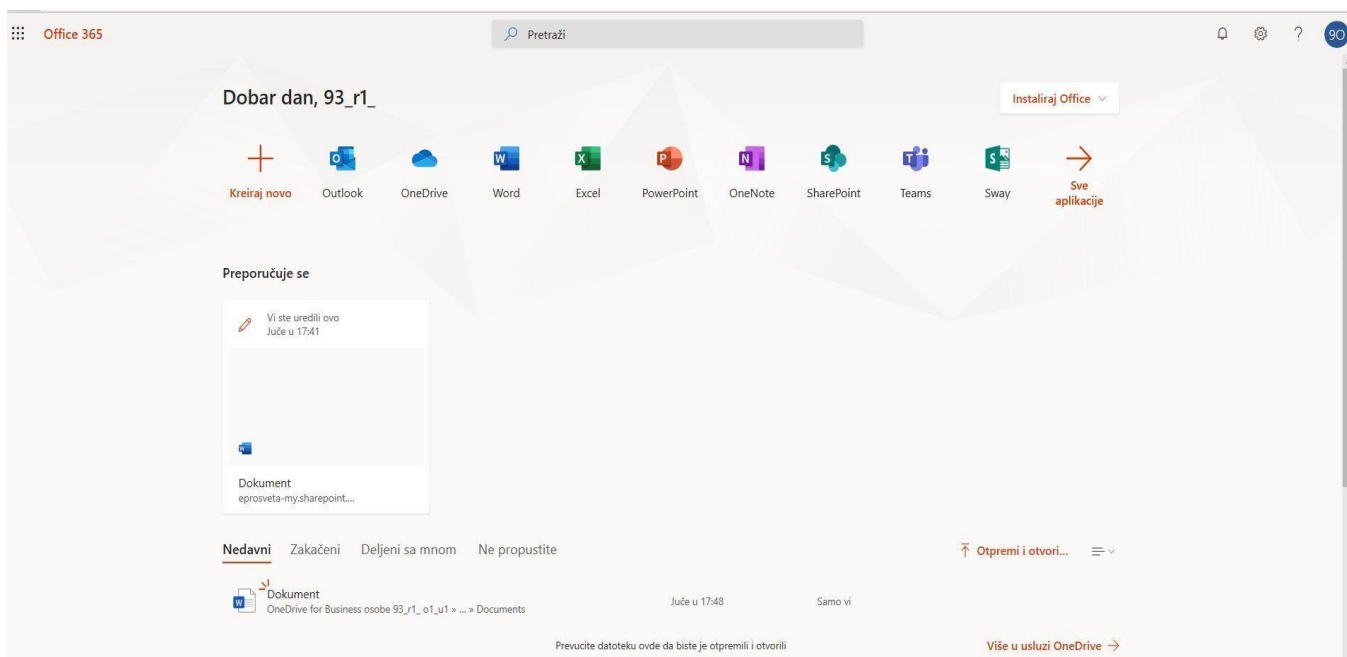 Office 365
Pretraži
90
Dobar dan, 93_r1_
Instaliraj Office
Kreiraj novo
Outlook
OneDrive
Word
Excel
PowerPoint
OneNote
SharePoint
Teams
Sway
Sve
aplikacije
Preporučuje se
Vi ste uredili ovo
Juče u 17:41
Dokument
eprosveta-my.sharepoint....
Nedavni Zakačeni Deljeni sa mnom Ne propustite
Otpremi i otvori...
Dokument
OneDrive for Business osobe 93_r1_ o1_u1 » ... » Documents
Juče u 17:48
Samo vi
Prevucite datoteku ovde da biste je otpremili i otvorili
Više u usluzi OneDrive